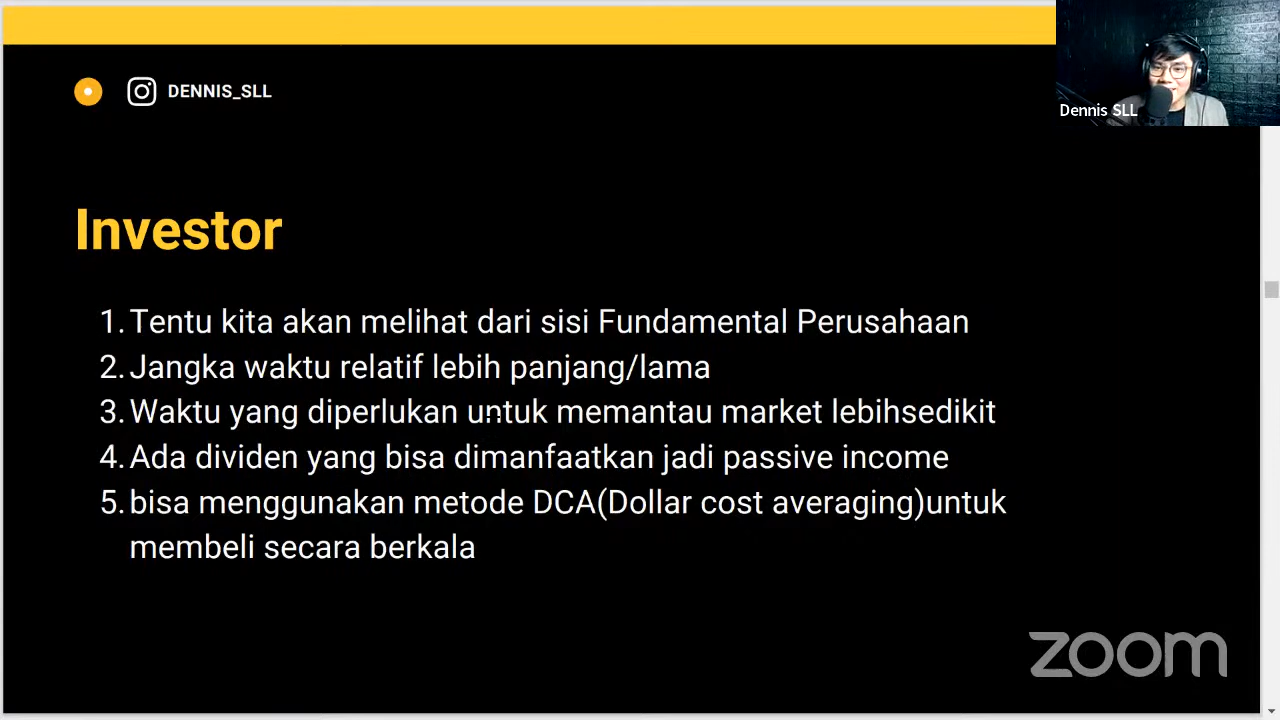 DENNIS_SLL
Dennis SLL
Investor
1. Tentu kita akan melihat dari sisi Fundamental Perusahaan
2. Jangka waktu relatif lebih panjang/lama
3. Waktu yang diperlukan untuk memantau market lebihsedikit
4. Ada dividen yang bisa dimanfaatkan jadi passive income
5. bisa menggunakan metode DCA(Dollar cost averaging)untuk
membeli secara berkala
zoom